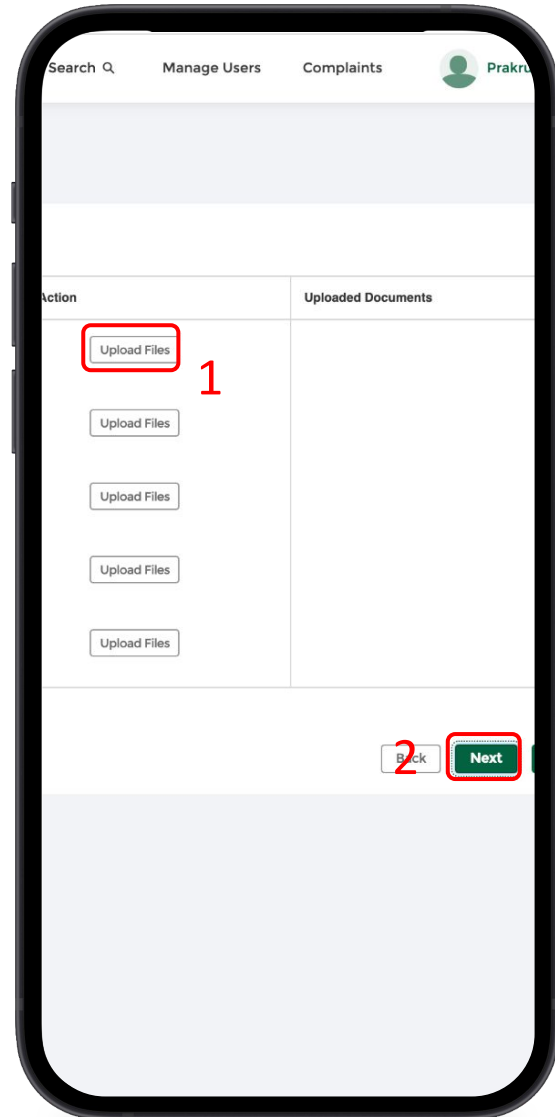 Search Manage Users Complaints Prakru
Action Uploaded Documents
Upload Files
1
Upload Files
Upload Files
Upload Files
Upload Files
Back 2 Next